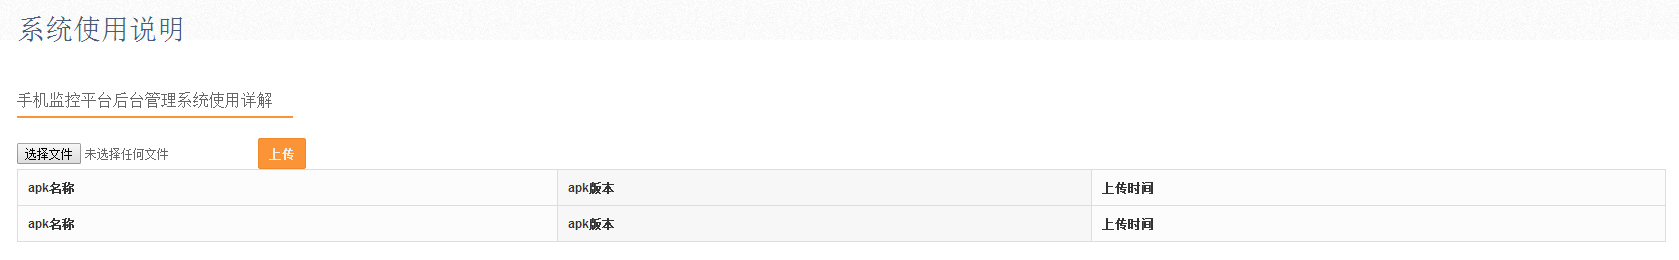 系统使用说明
手机监控平台后台管理系统使用详解
选择文件 未选择任何文件 上传
apk名称 apk版本 上传时间
apk名称 apk版本 上传时间